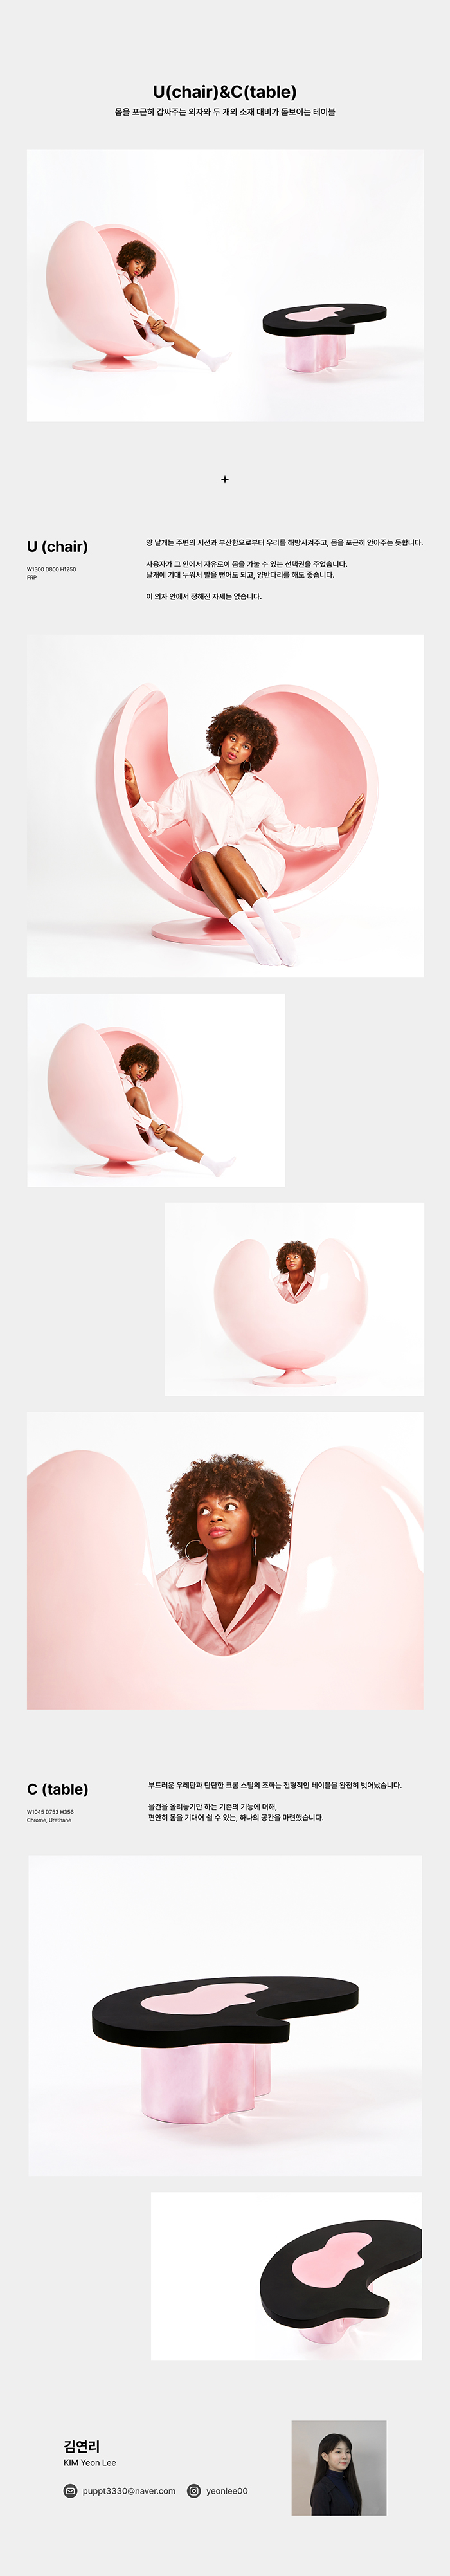 U(chair)&C(table)
몸을 포근히 감싸주는 의자와 두 개의 소재 대비가 돋보이는 테이블
U (chair)
W1300 D800 H1250
FRP
양 날개는 주변의 시선과 부산함으로부터 우리를 해방시켜주고, 몸을 포근히 안아주는 듯합니다.
사용자가 그 안에서 자유로이 몸을 가눌 수 있는 선택권을 주었습니다.
날개에 기대 누워서 발을 뻗어도 되고, 양반다리를 해도 좋습니다.
이 의자 안에서 정해진 자세는 없습니다.
C (table)
W1045 D753 H356
Chrome, Urethane
부드러운 우레탄과 단단한 크롬 스틸의 조화는 전형적인 테이블을 완전히 벗어났습니다.
물건을 올려놓기만 하는 기존의 기능에 더해,
편안히 몸을 기대어 쉴 수 있는, 하나의 공간을 마련했습니다.
김연리
KIM Yeon Lee
puppt3330@naver.com
yeonlee00